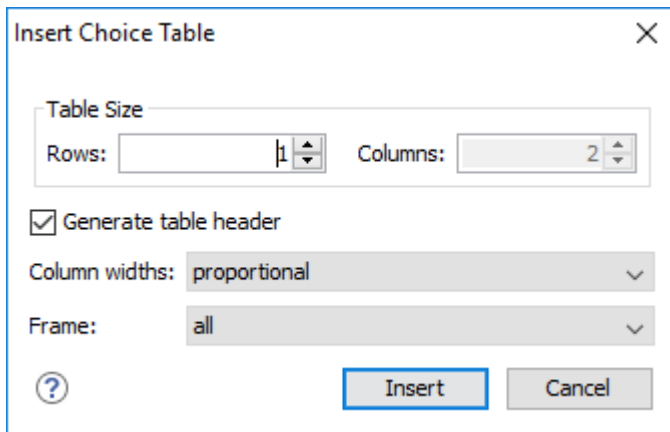 Insert Choice Table
Table Size
Rows: 1 Columns: 2
Generate table header
Column widths: proportional
Frame: all
? Insert Cancel